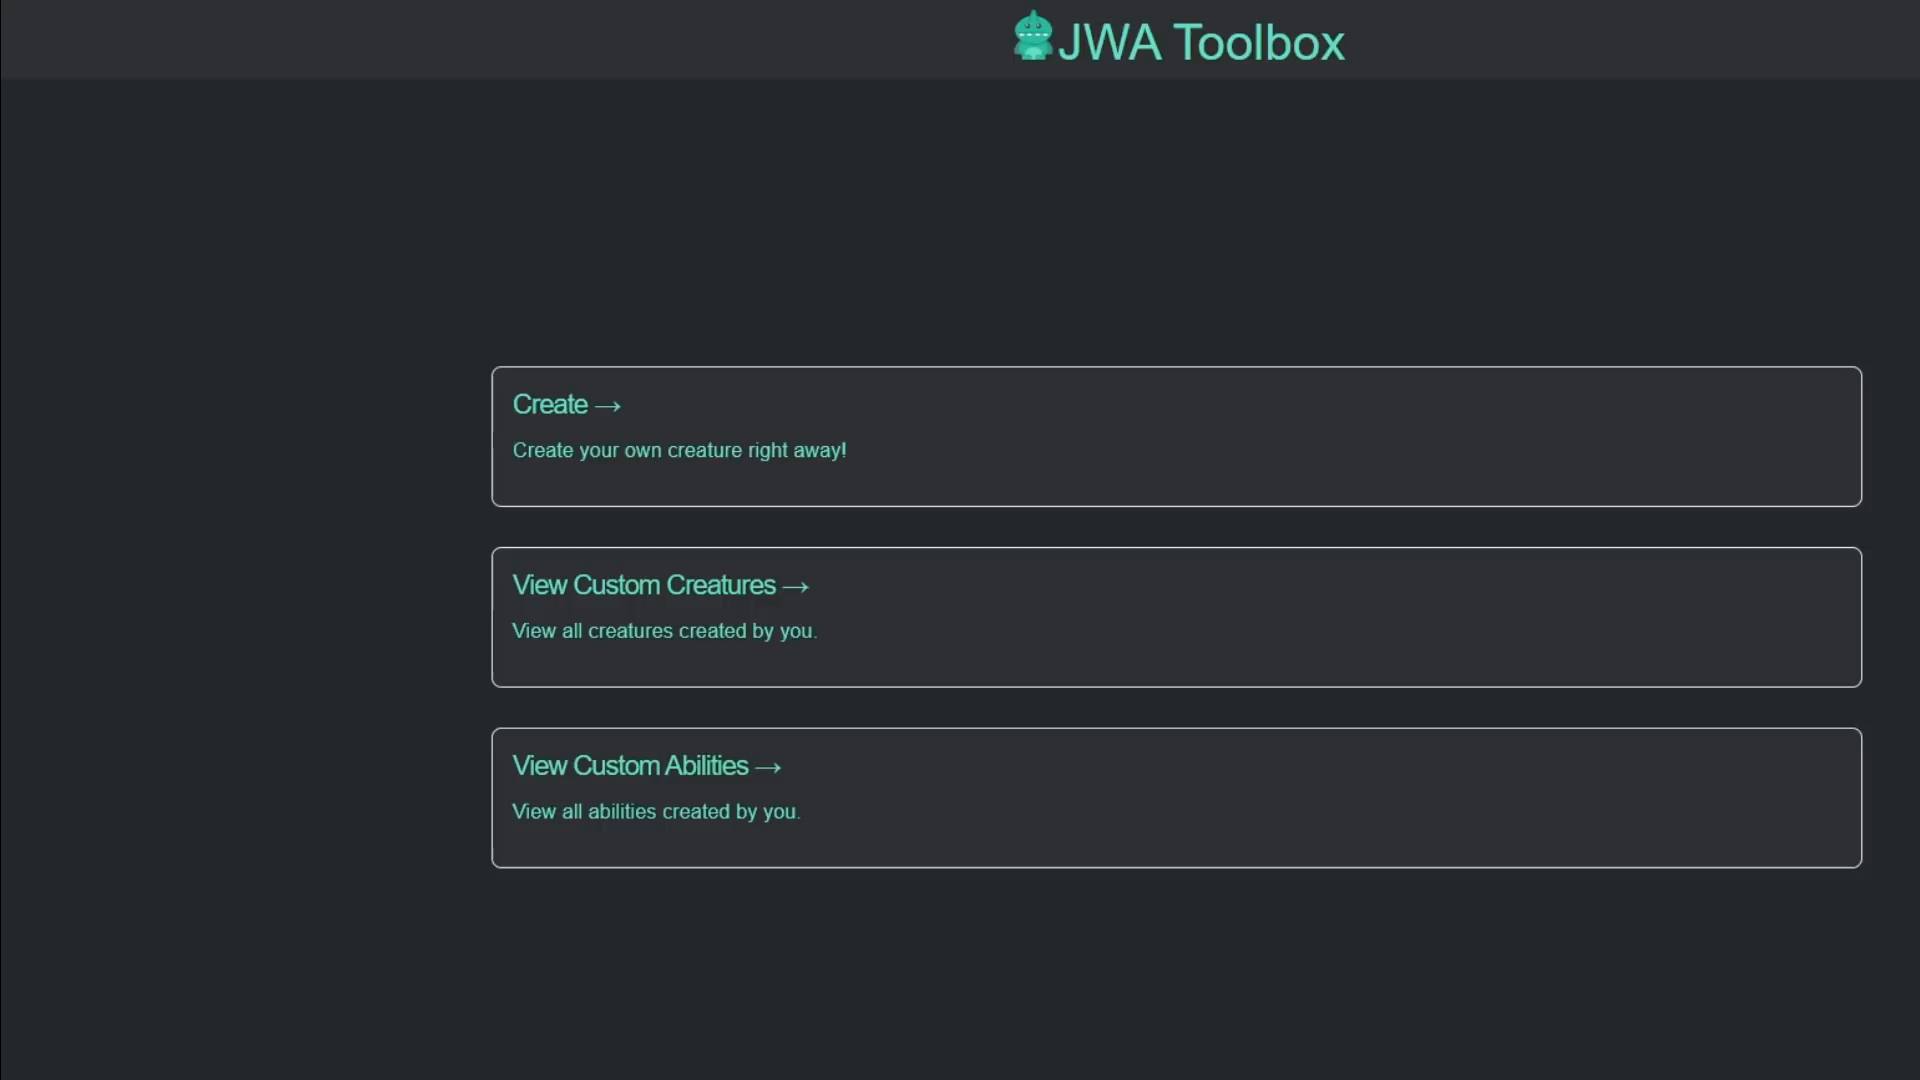 JWA Toolbox
Create →
Create your own creature right away!
View Custom Creatures →
View all creatures created by you.
View Custom Abilities →
View all abilities created by you.